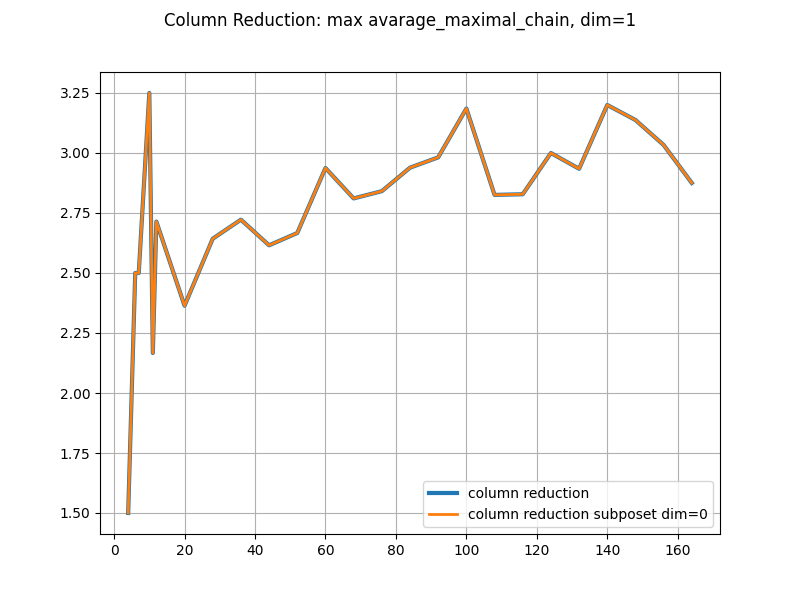 Column Reduction: max avarage_maximal_chain, dim=1
3.25
3.00
2.75
2.50
2.25
2.00
1.75
1.50
column reduction
column reduction subposet dim=0
0 20 40 60 80 100 120 140 160